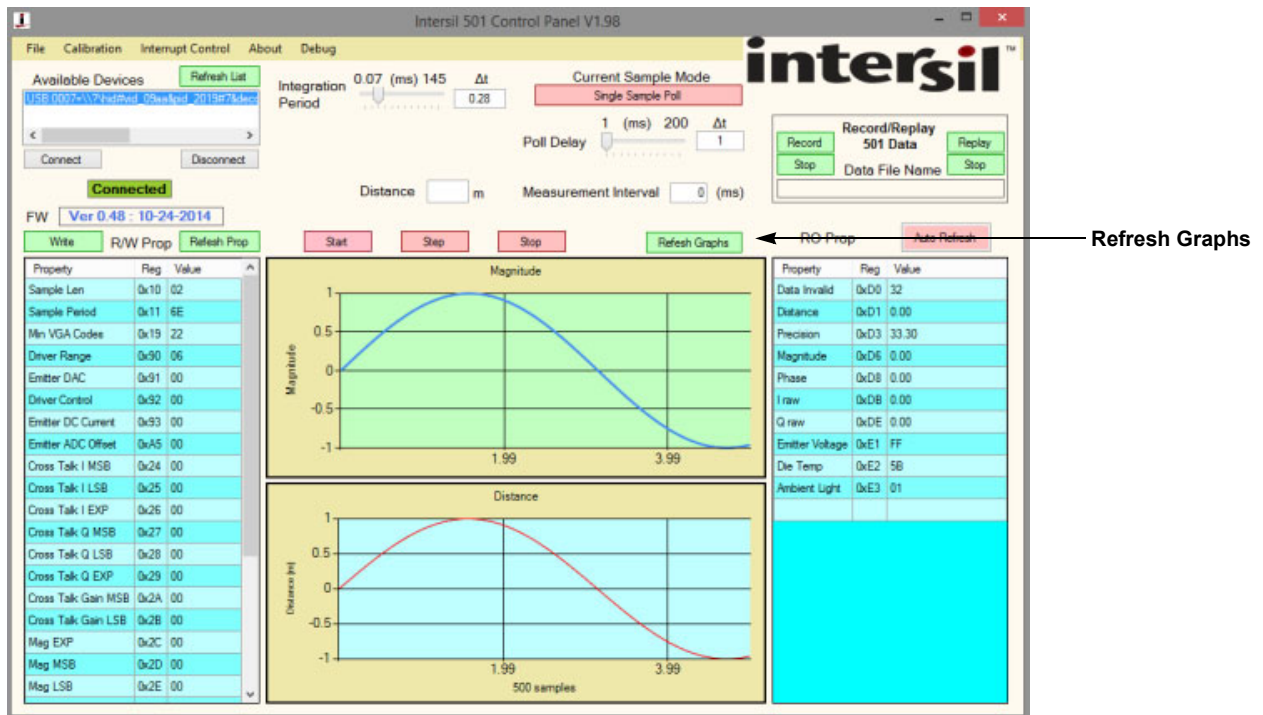 Intersil 501 Control Panel V1.98
File Calibration Interrupt Control About Debug
intersil™
Available Devices Refresh List
Connect Disconnect
Connected
FW Ver 0.48 : 10-24-2014
Write R/W Prop Refesh Prop
Integration Period 0.07 (ms) 145 Δt
0.28
Current Sample Mode
Single Sample Poll
Poll Delay 1 (ms) 200 Δt
1
Distance m Measurement Interval 0 (ms)
Record/Replay
501 Data
Record Replay
Stop Stop
Data File Name
Start Step Stop Refesh Graphs
RO Prop Auto Refresh
Refresh Graphs
Property Reg Value
Sample Len 0x10 02
Sample Period 0x11 6E
Min VGA Codes 0x19 22
Driver Range 0x90 06
Emitter DAC 0x91 00
Driver Control 0x92 00
Emitter DC Current 0x93 00
Emitter ADC Offset 0xA5 00
Cross Talk I MSB 0x24 00
Cross Talk I LSB 0x25 00
Cross Talk I EXP 0x26 00
Cross Talk Q MSB 0x27 00
Cross Talk Q LSB 0x28 00
Cross Talk Q EXP 0x29 00
Cross Talk Gain MSB 0x2A 00
Cross Talk Gain LSB 0x2B 00
Mag EXP 0x2C 00
Mag MSB 0x2D 00
Mag LSB 0x2E 00
Magnitude
Magnitude
1
0.5
0
-0.5
-1
1.99 3.99
Distance
Distance (m)
1
0.5
0
-0.5
-1
1.99 3.99
500 samples
Property Reg Value
Data Invalid 0xD0 32
Distance 0xD1 0.00
Precision 0xD3 33.30
Magnitude 0xD6 0.00
Phase 0xD8 0.00
I raw 0xDB 0.00
Q raw 0xDE 0.00
Emitter Voltage 0xE1 FF
Die Temp 0xE2 5B
Ambient Light 0xE3 01